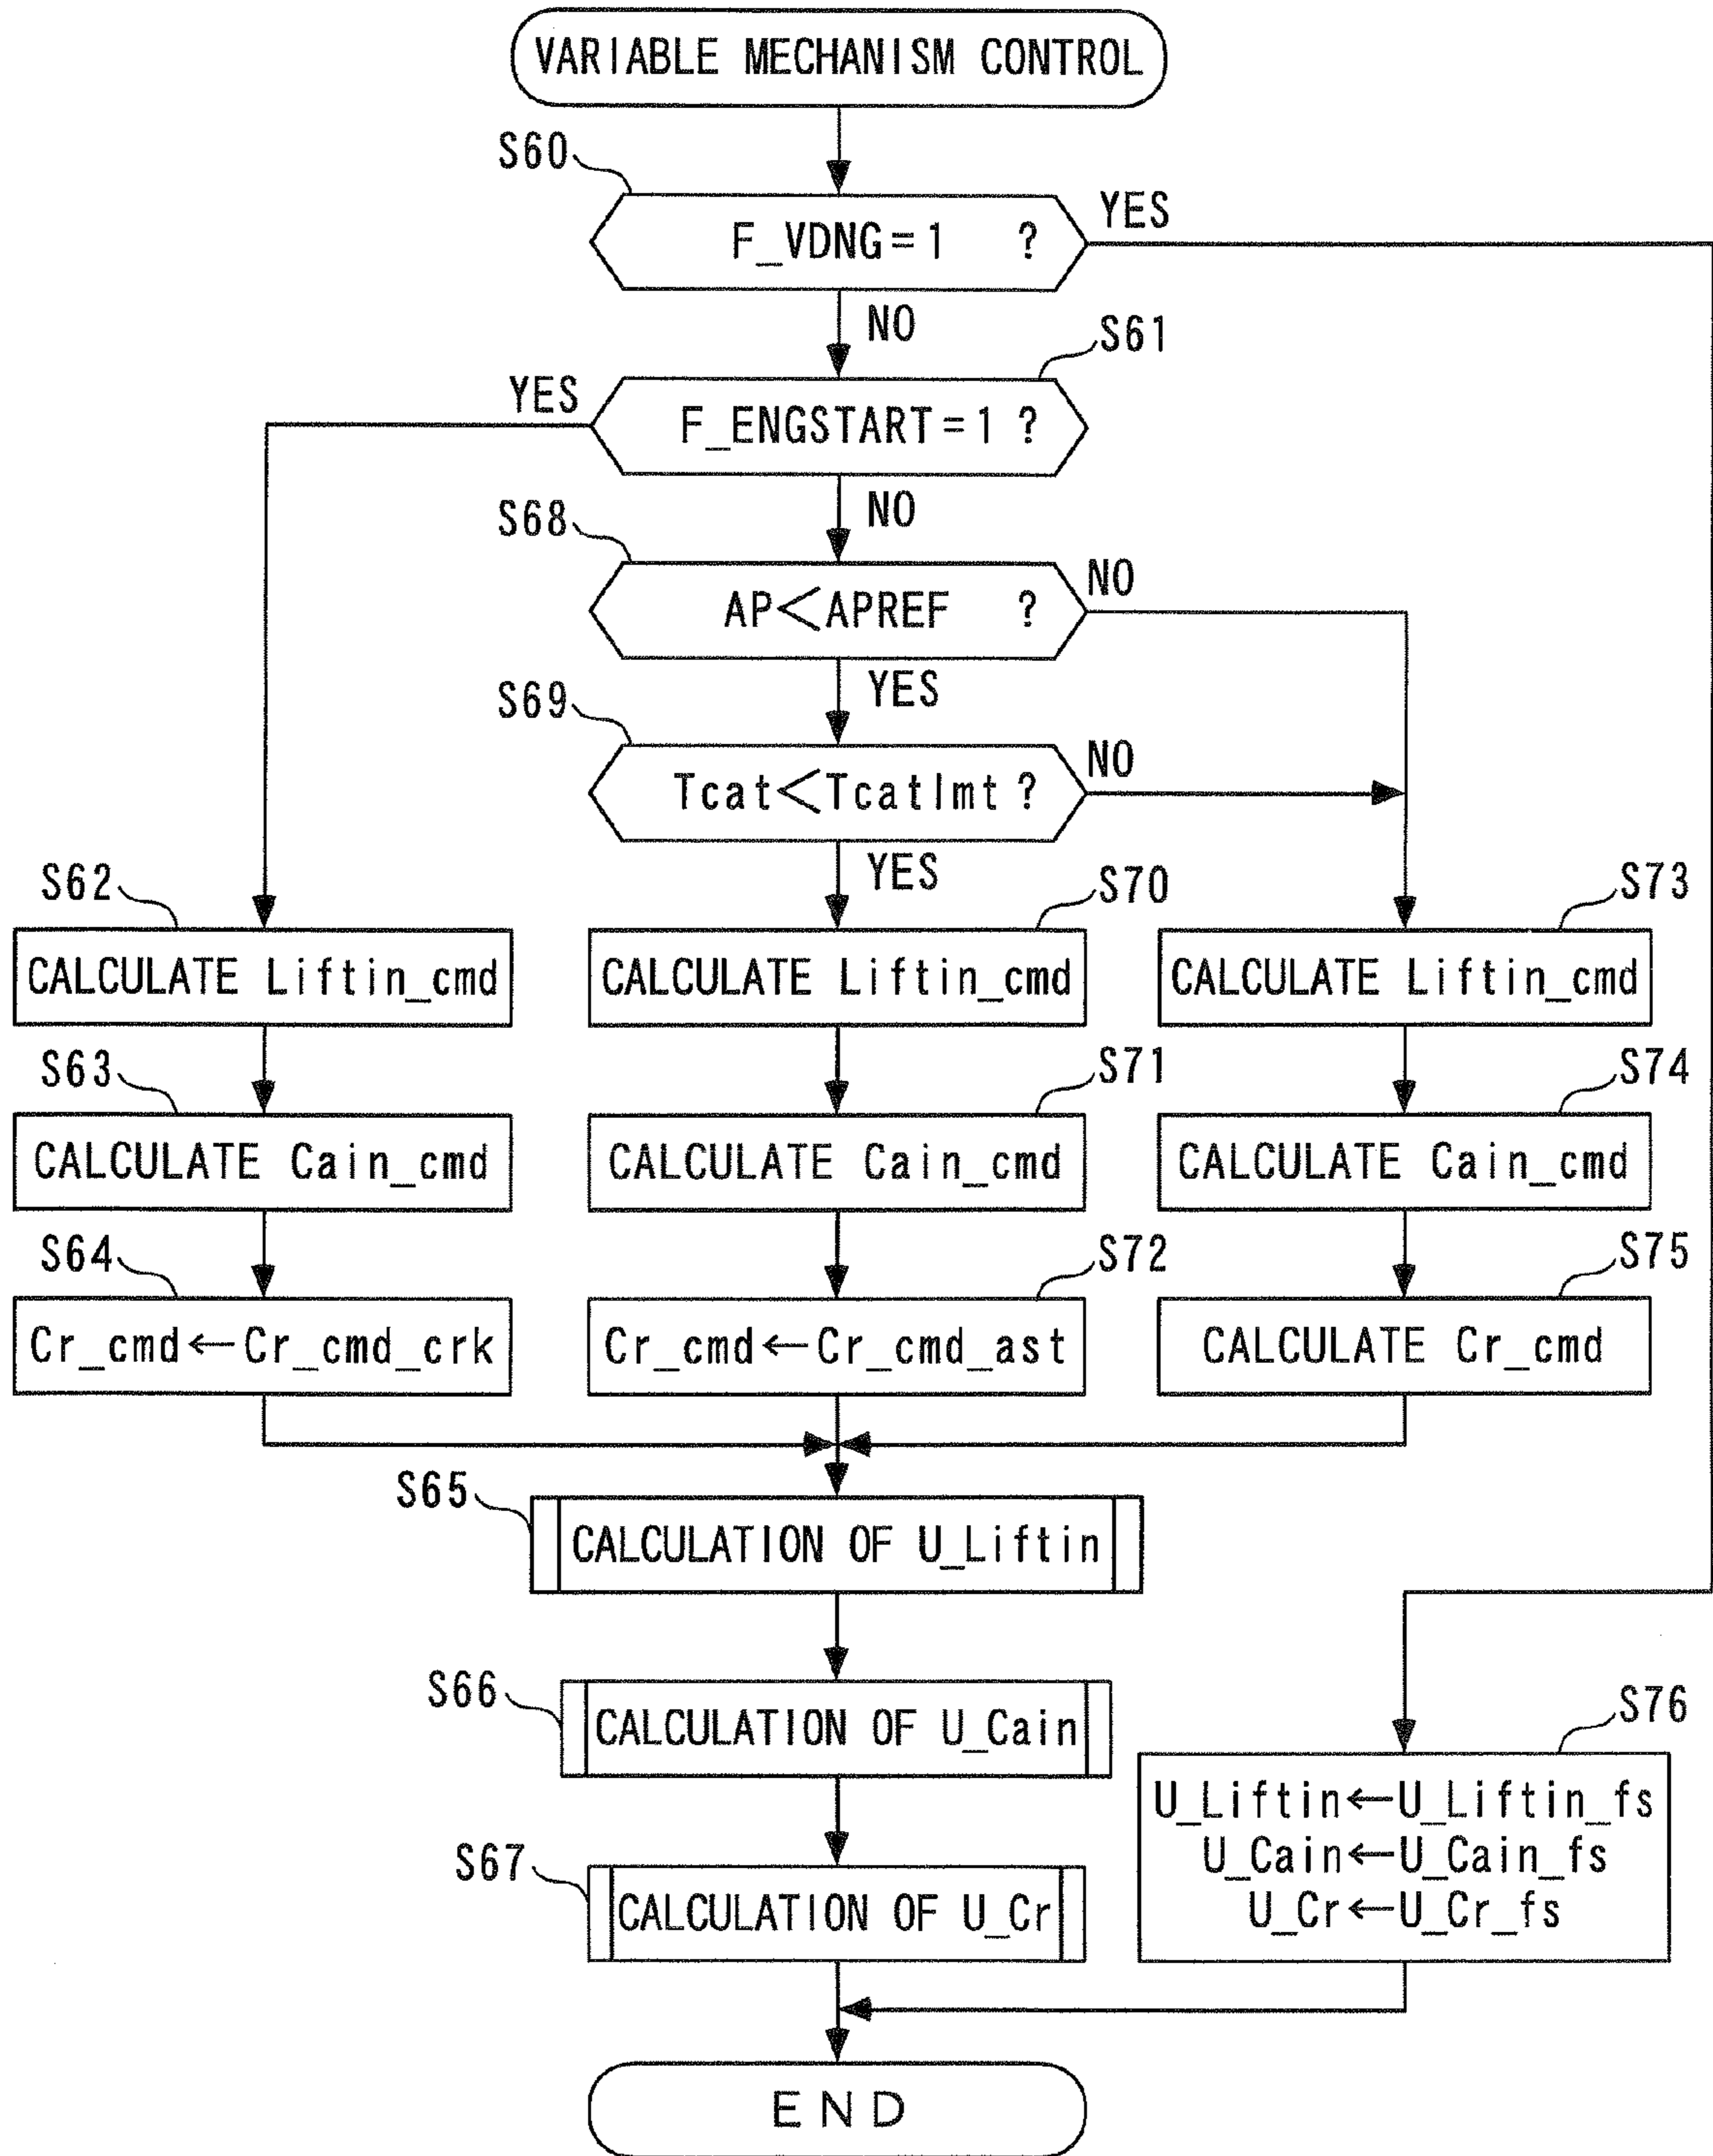 VARIABLE MECHANISM CONTROL
S60
F_VDNG=1 ?
YES
NO
S61
YES
F_ENGSTART=1 ?
NO
S68
AP<APREF ?
NO
YES
S69
Tcat<Tcatlmt ?
NO
YES
S62
S70
S73
CALCULATE Liftin_cmd
CALCULATE Liftin_cmd
CALCULATE Liftin_cmd
S63
S71
S74
CALCULATE Cain_cmd
CALCULATE Cain_cmd
CALCULATE Cain_cmd
S64
S72
S75
Cr_cmd←Cr_cmd_crk
Cr_cmd←Cr_cmd_ast
CALCULATE Cr_cmd
S65
CALCULATION OF U_Liftin
S66
CALCULATION OF U_Cain
S76
U_Liftin←U_Liftin_fs
U_Cain←U_Cain_fs
U_Cr←U_Cr_fs
S67
CALCULATION OF U_Cr
END